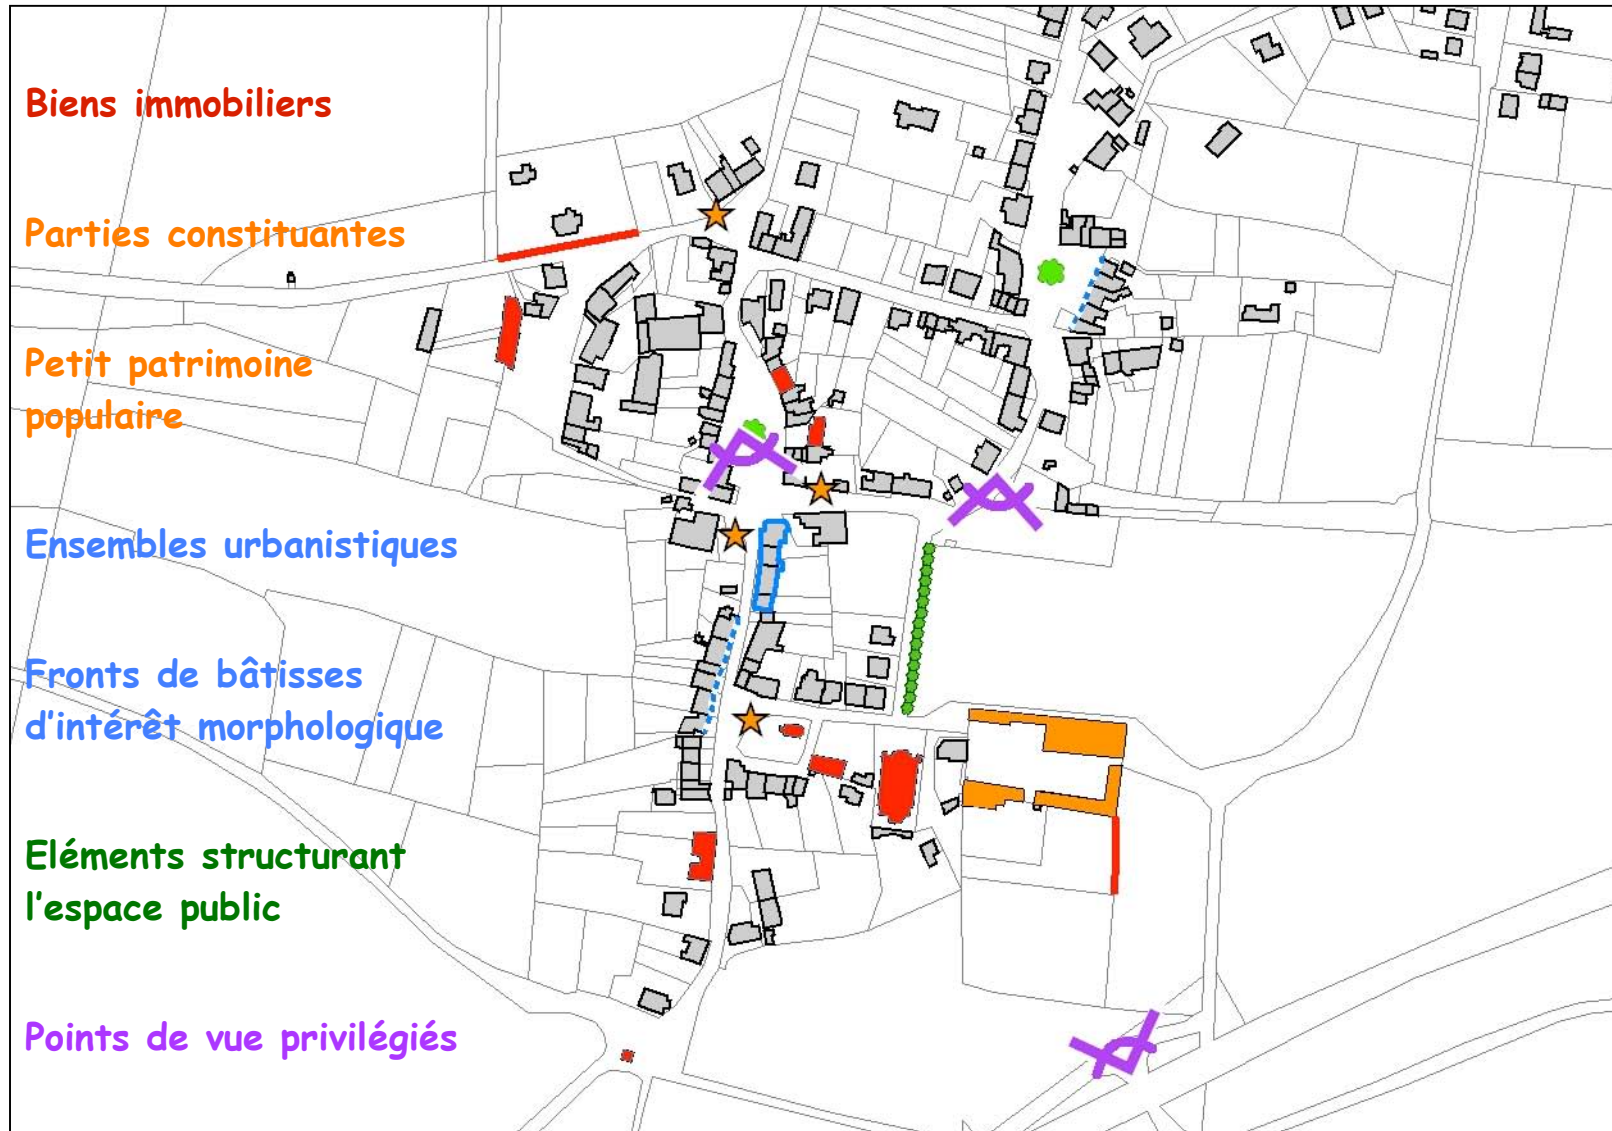 Biens immobiliers
Parties constituantes
Petit patrimoine
populaire
Ensembles urbanistiques
Fronts de bâtisses
d'intérêt morphologique
Eléments structurant
l'espace public
Points de vue privilégiés